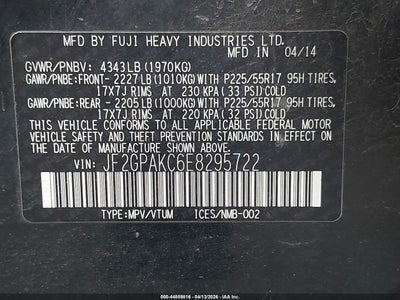 MFD. BY FUJI HEAVY INDUSTRIES LTD.
MFD IN 04/14
GVWR/PNBV: 4343LB (1970KG)
GAWR/PNBE:FRONT- 2227LB(1010KG)WITH P225/55R17 95H TIRES,
17X7J RIMS AT 230 KPA (33 PSI)COLD
GAWR/PNBE:REAR - 2205LB(1000KG)WITH P225/55R17 95H TIRES,
17X7J RIMS AT 220 KPA (32 PSI)COLD
THIS VEHICLE CONFORMS TO ALL APPLICABLE FEDERAL MOTOR
VEHICLE SAFETY, BUMPER, AND THEFT PREVENTION STANDARDS
IN EFFECT ON THE DATE OF MANUFACTURE SHOWN ABOVE.
VIN: JF2GPAKC6E8295722
TYPE:MPV/VTUM ICES/NMB-002
000-44859016 - 04/13/2026 - IAA Inc.